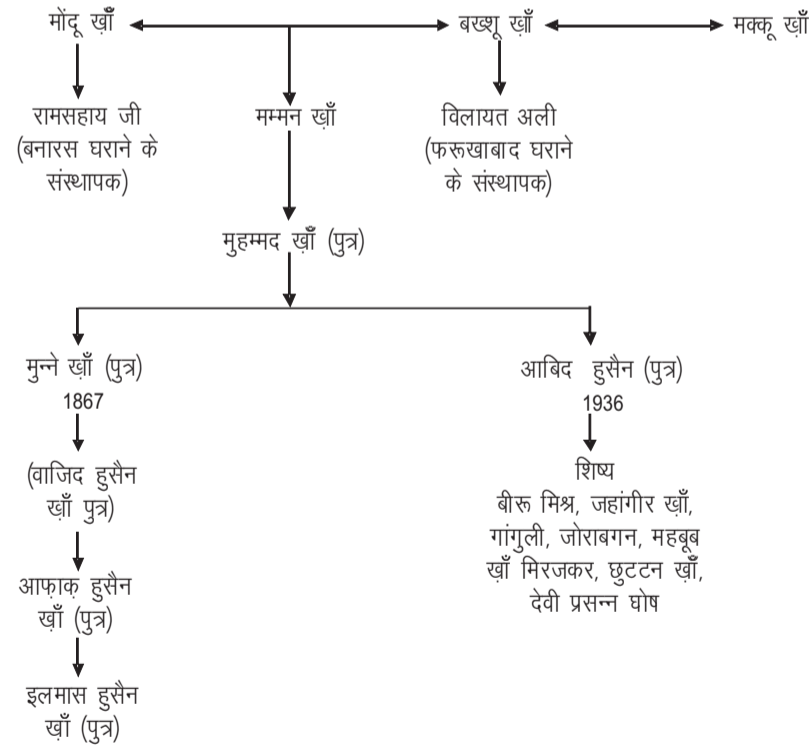 मोंदू ख़ाँ
बख्शू ख़ाँ
मक्कू ख़ाँ
रामसहाय जी
(बनारस घराने के
संस्थापक)
मम्मन ख़ाँ
विलायत अली
(फरूखाबाद घराने
के संस्थापक)
मुहम्मद ख़ाँ (पुत्र)
मुन्ने ख़ाँ (पुत्र)
1867
(वाजिद हुसैन
ख़ाँ पुत्र)
आफ़ाक़ हुसैन
ख़ाँ (पुत्र)
इलमास हुसैन
ख़ाँ (पुत्र)
आबिद हुसैन (पुत्र)
1936
शिष्य
बीरू मिश्र, जहांगीर ख़ाँ,
गांगुली, जोराबगन, महबूब
ख़ाँ मिरजकर, छुटटन ख़ाँ,
देवी प्रसन्न घोष